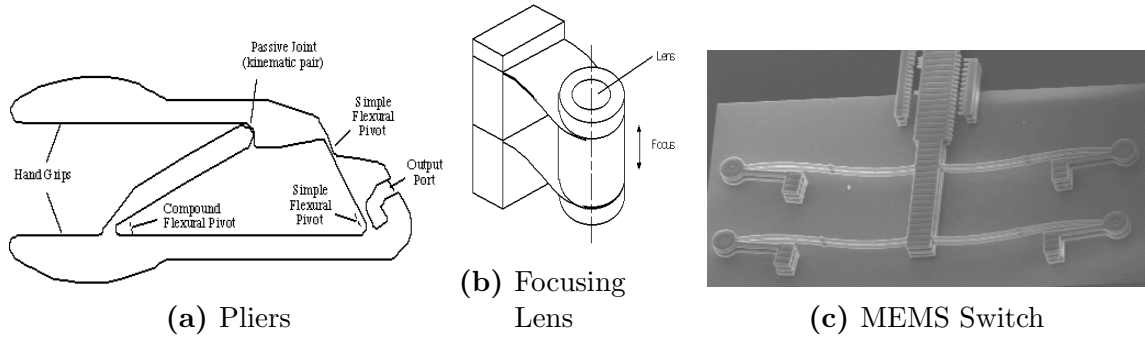 Passive Joint
(kinematic pair)
Simple
Flexural
Pivot
Hand Grips
Output
Port
Compound
Flexural Pivot
Simple
Flexural
Pivot
(a) Pliers
Lens
Focus
(b) Focusing
Lens
(c) MEMS Switch